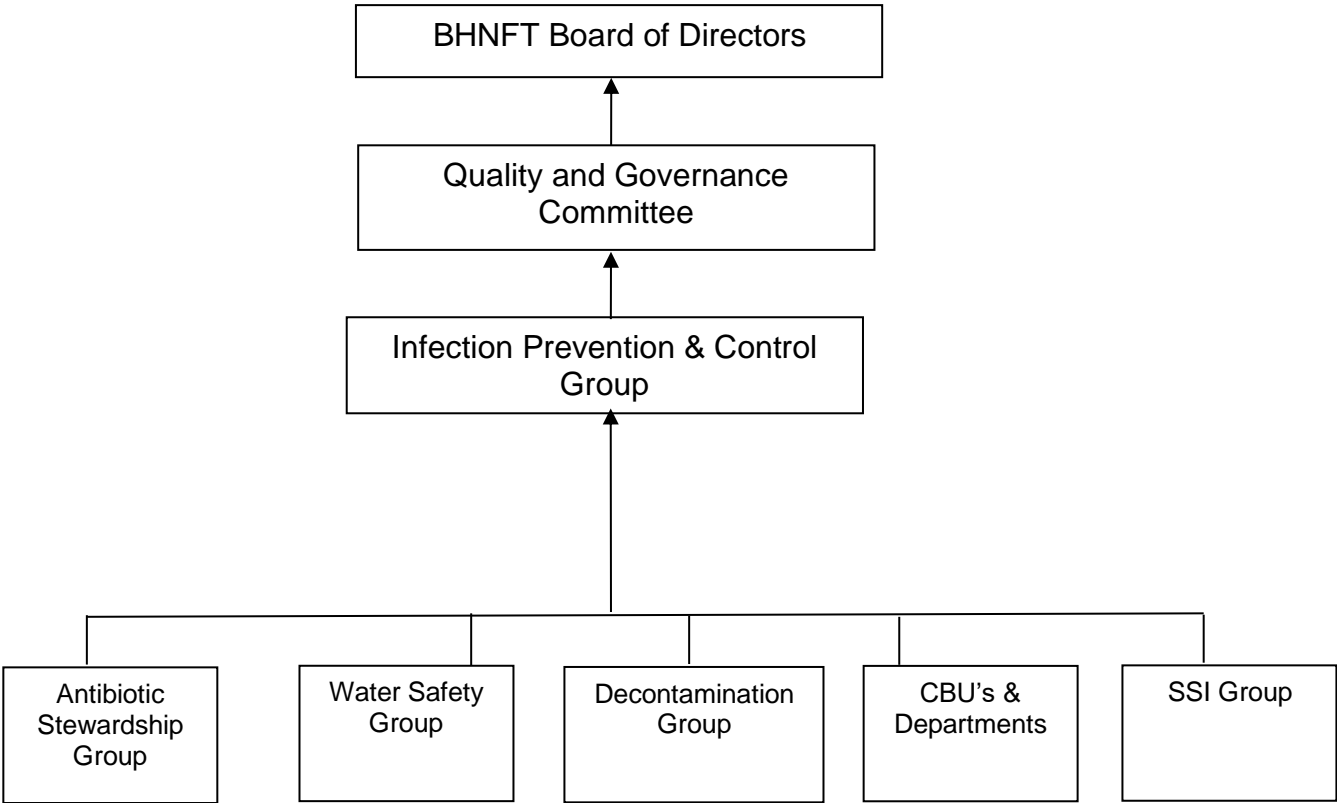 BHNFT Board of Directors
Quality and Governance
Committee
Infection Prevention & Control
Group
Antibiotic
Stewardship
Group
Water Safety
Group
Decontamination
Group
CBU's &
Departments
SSI Group